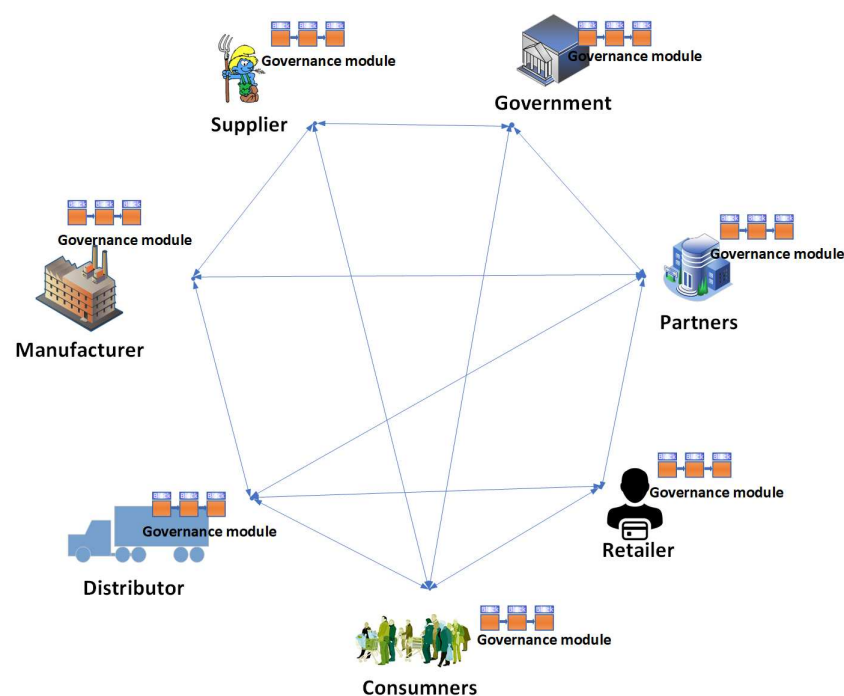 Governance module
Supplier
Governance module
Government
Governance module
Manufacturer
Governance module
Partners
Governance module
Distributor
Governance module
Retailer
Governance module
Consumners